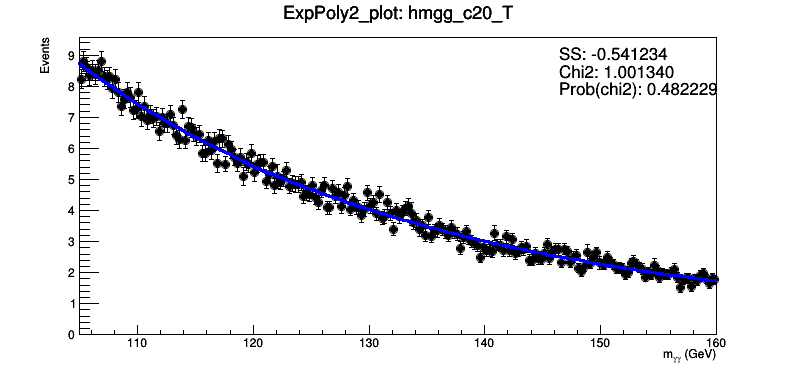 ExpPoly2_plot: hmgg_c20_T
Events
SS: -0.541234
Chi2: 1.001340
Prob(chi2): 0.482229
9
8
7
6
5
4
3
2
1
0
110 120 130 140 150 160
m_γγ (GeV)